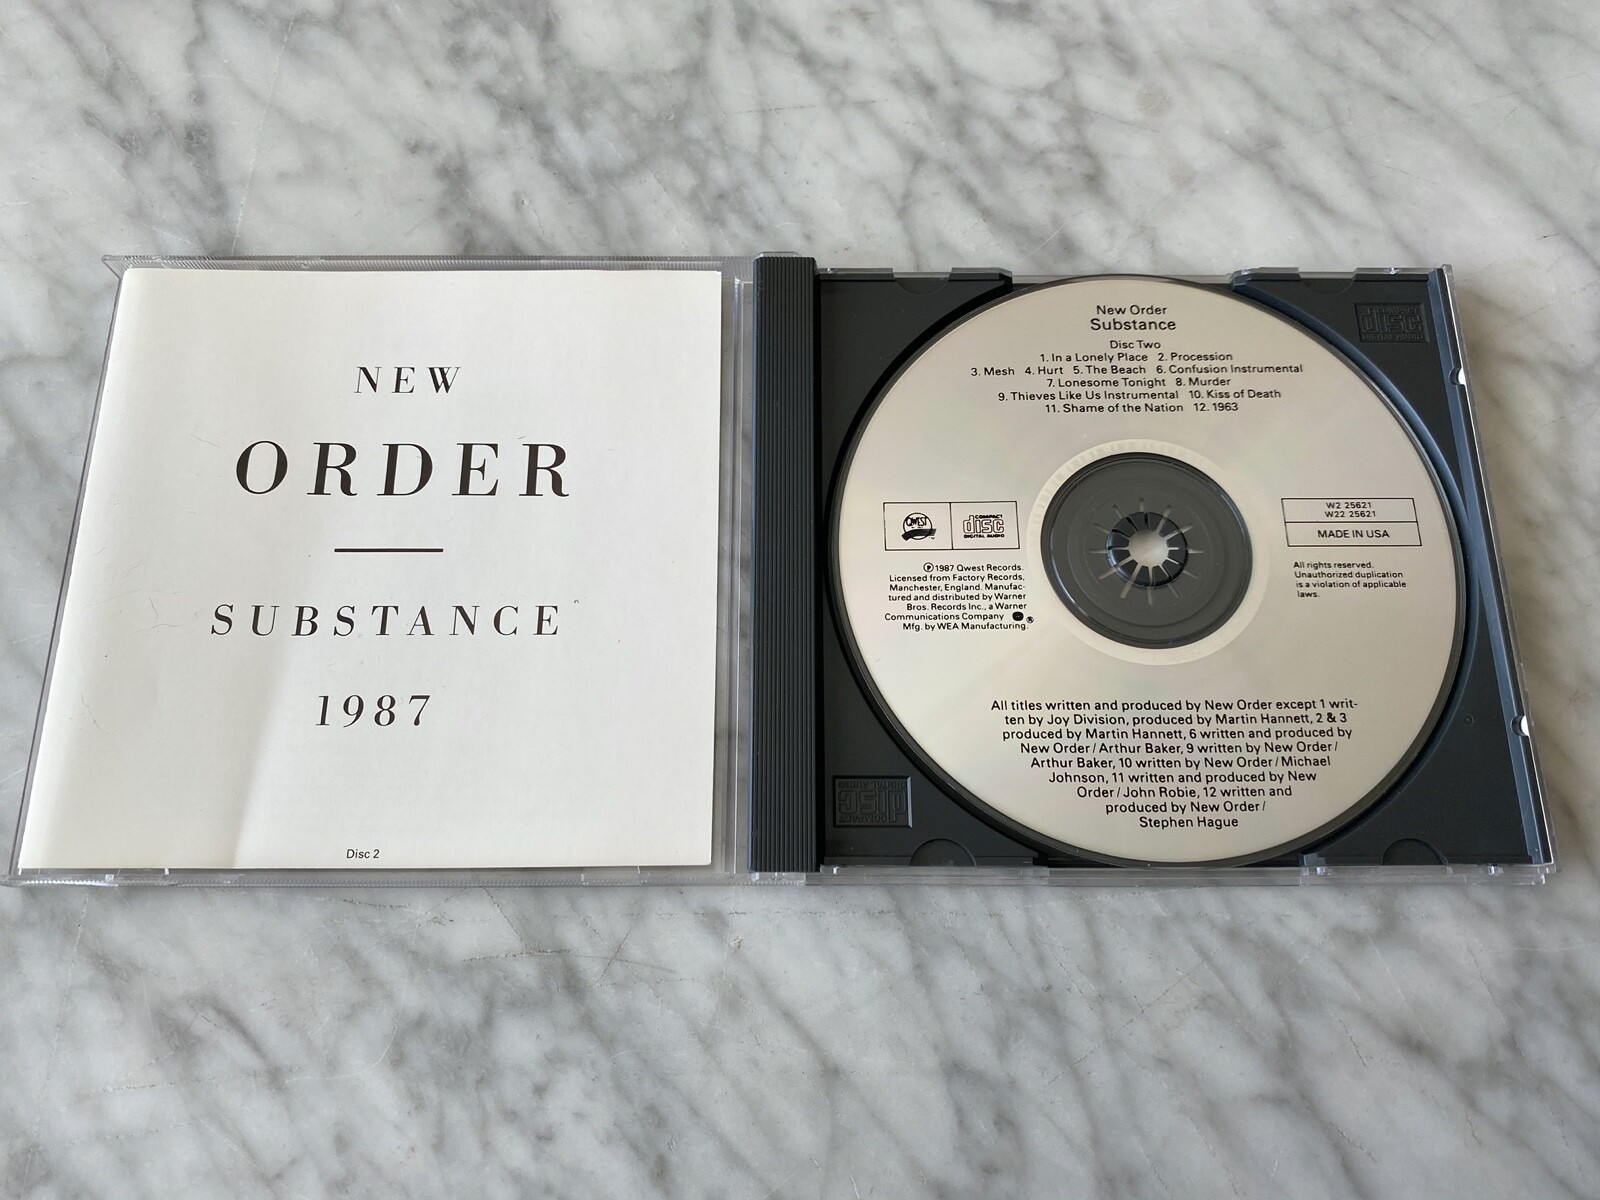 NEW
ORDER
SUBSTANCE
1987
Disc 2
New Order
Substance
Disc Two
1. In a Lonely Place 2. Procession
3. Mesh 4. Hurt 5. The Beach 6. Confusion Instrumental
7. Lonesome Tonight 8. Murder
9. Thieves Like Us Instrumental 10. Kiss of Death
11. Shame of the Nation 12. 1963
QWEST
COMPACT
disc
DIGITAL AUDIO
℗1987 Qwest Records.
Licensed from Factory Records,
Manchester, England. Manufac-
tured and distributed by Warner
Bros. Records Inc., a Warner
Communications Company ®
Mfg. by WEA Manufacturing.
W2 25621
W22 25621
MADE IN USA
All rights reserved.
Unauthorized duplication
is a violation of applicable
laws.
All titles written and produced by New Order except 1 writ-
ten by Joy Division, produced by Martin Hannett, 2 & 3
produced by Martin Hannett, 6 written and produced by
New Order / Arthur Baker, 9 written by New Order /
Arthur Baker, 10 written by New Order / Michael
Johnson, 11 written and produced by New
Order / John Robie, 12 written and
produced by New Order /
Stephen Hague
COMPACT
disc
DIGITAL AUDIO
COMPACT
disc
DIGITAL AUDIO